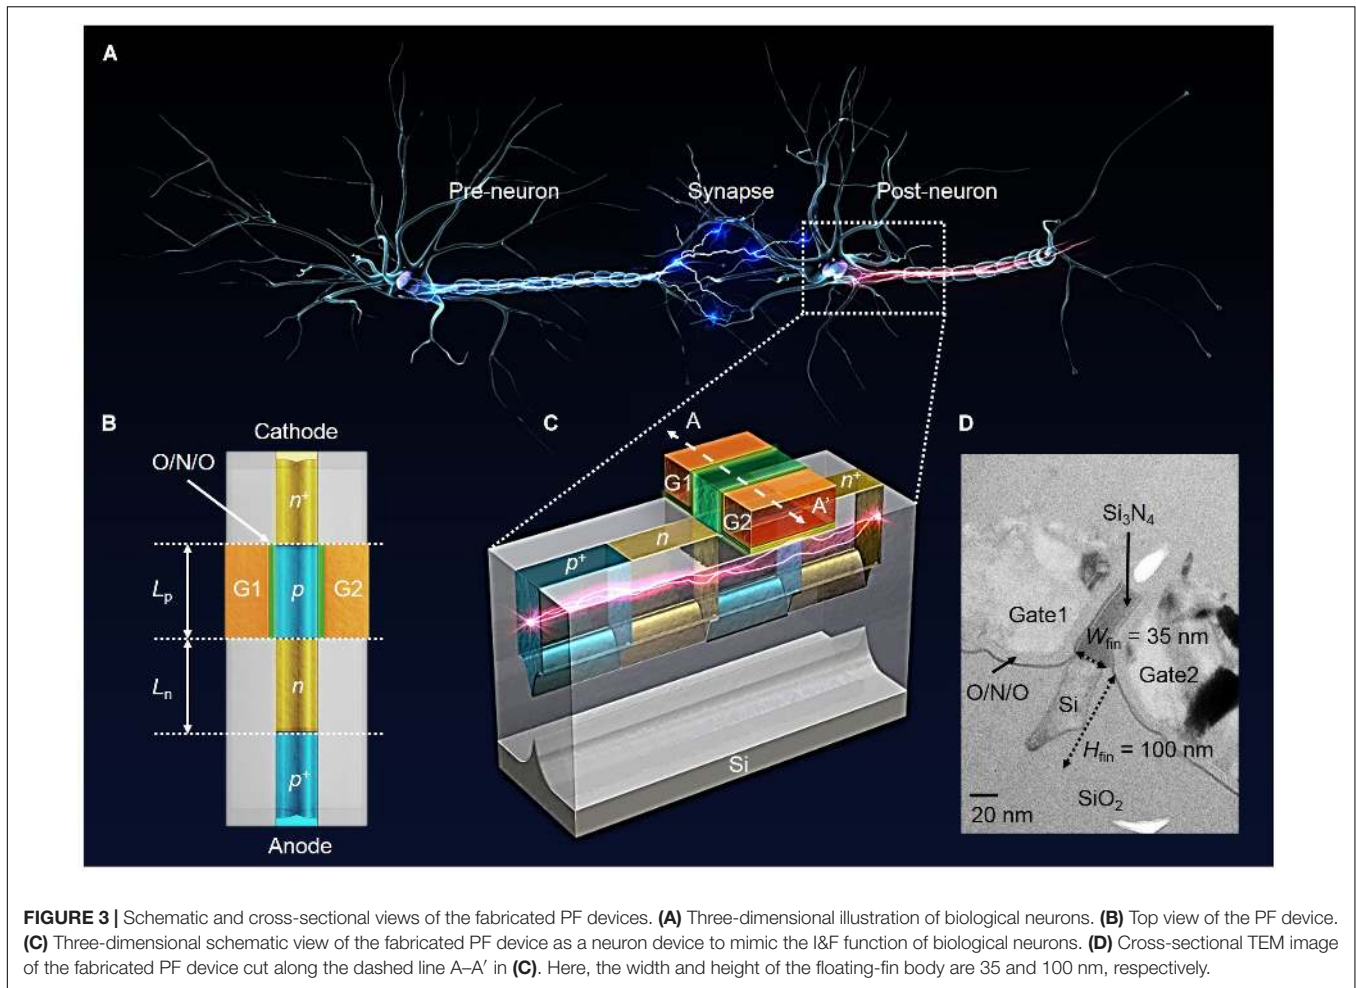 A
Pre-neuron
Synapse
Post-neuron
B
Cathode
O/N/O
n⁺
G1
p
G2
Lp
Ln
n
p⁺
Anode
C
A
G1
n⁺
G2
A'
n
p⁺
Si
D
Si₃N₄
Gate1
Wfin = 35 nm
Gate2
O/N/O
Si
Hfin = 100 nm
SiO₂
20 nm
FIGURE 3 | Schematic and cross-sectional views of the fabricated PF devices. (A) Three-dimensional illustration of biological neurons. (B) Top view of the PF device.
(C) Three-dimensional schematic view of the fabricated PF device as a neuron device to mimic the I&F function of biological neurons. (D) Cross-sectional TEM image
of the fabricated PF device cut along the dashed line A–A′ in (C). Here, the width and height of the floating-fin body are 35 and 100 nm, respectively.